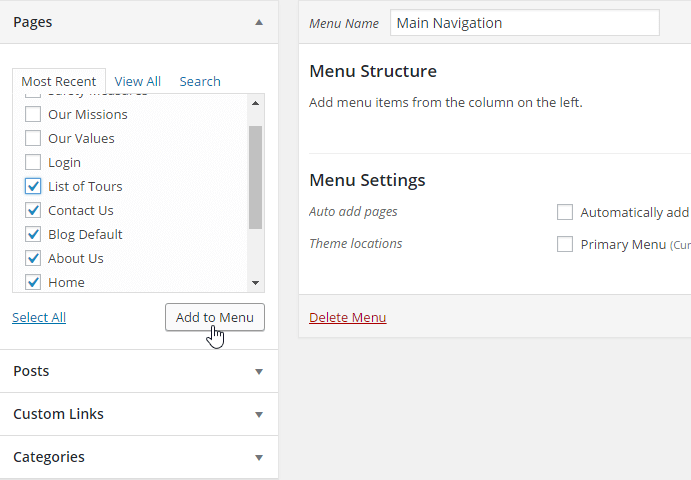 Pages
Most Recent View All Search
Safety Measures
Our Missions
Our Values
Login
List of Tours
Contact Us
Blog Default
About Us
Home
Select All Add to Menu
Posts
Custom Links
Categories
Menu Name Main Navigation
Menu Structure
Add menu items from the column on the left.
Menu Settings
Auto add pages Automatically add
Theme locations Primary Menu (Cur
Delete Menu